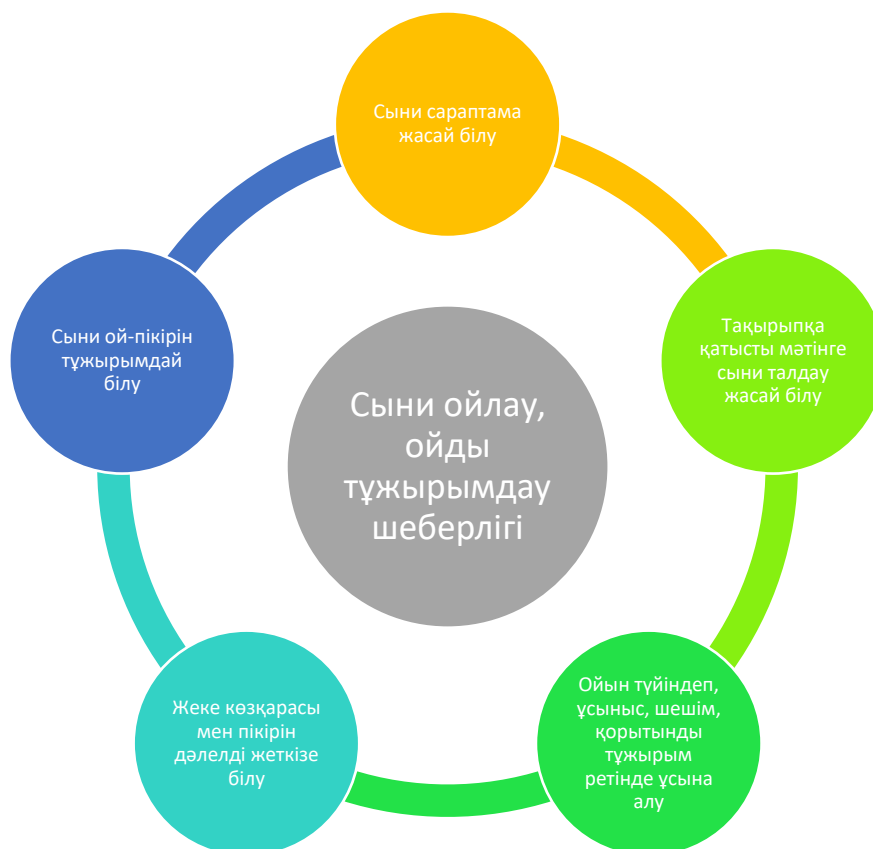 Сыни сараптама
жасай білу
Тақырыпқа
қатысты мәтінге
сыни талдау
жасай білу
Ойын түйіндеп,
ұсыныс, шешім,
қорытынды
тұжырым
ретінде ұсына
алу
Жеке көзқарасы
мен пікірін
дәлелді жеткізе
білу
Сыни ой-пікірін
тұжырымдай
білу
Сыни ойлау,
ойды
тұжырымдау
шеберлігі